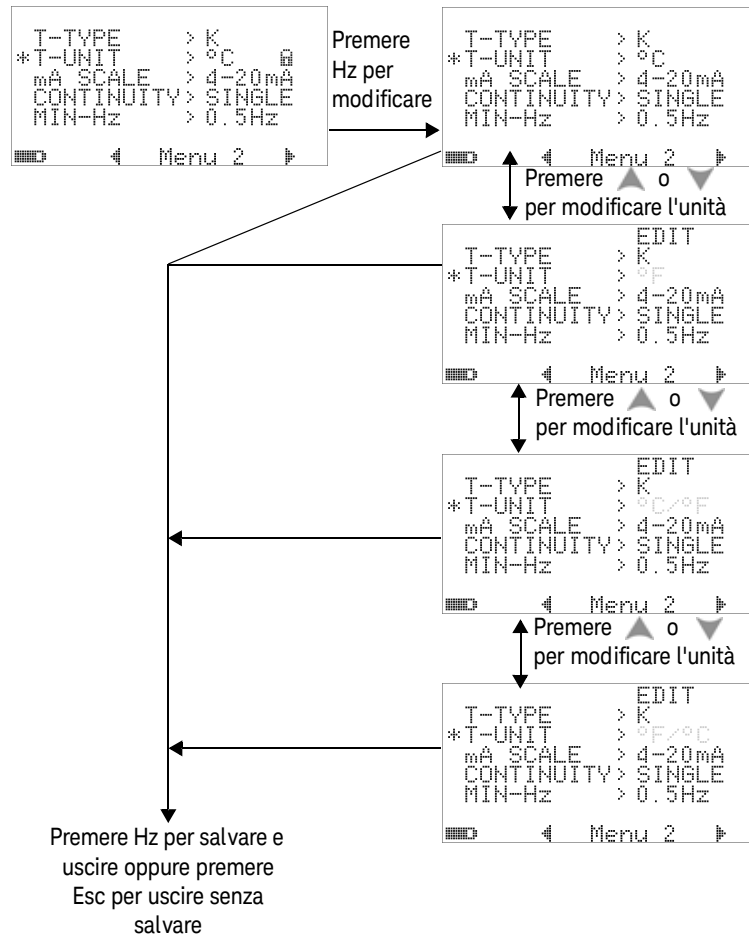 T-TYPE > K
*T-UNIT > °C
mA SCALE > 4-20mA
CONTINUITY> SINGLE
MIN-Hz > 0.5Hz
Menu 2
Premere
Hz per
modificare
T-TYPE > K
*T-UNIT > °C
mA SCALE > 4-20mA
CONTINUITY> SINGLE
MIN-Hz > 0.5Hz
Menu 2
Premere o
per modificare l'unità
EDIT
T-TYPE > K
*T-UNIT > °F
mA SCALE > 4-20mA
CONTINUITY> SINGLE
MIN-Hz > 0.5Hz
Menu 2
Premere o
per modificare l'unità
EDIT
T-TYPE > K
*T-UNIT > °C/°F
mA SCALE > 4-20mA
CONTINUITY> SINGLE
MIN-Hz > 0.5Hz
Menu 2
Premere o
per modificare l'unità
EDIT
T-TYPE > K
*T-UNIT > °F/°C
mA SCALE > 4-20mA
CONTINUITY> SINGLE
MIN-Hz > 0.5Hz
Menu 2
Premere Hz per salvare e
uscire oppure premere
Esc per uscire senza
salvare